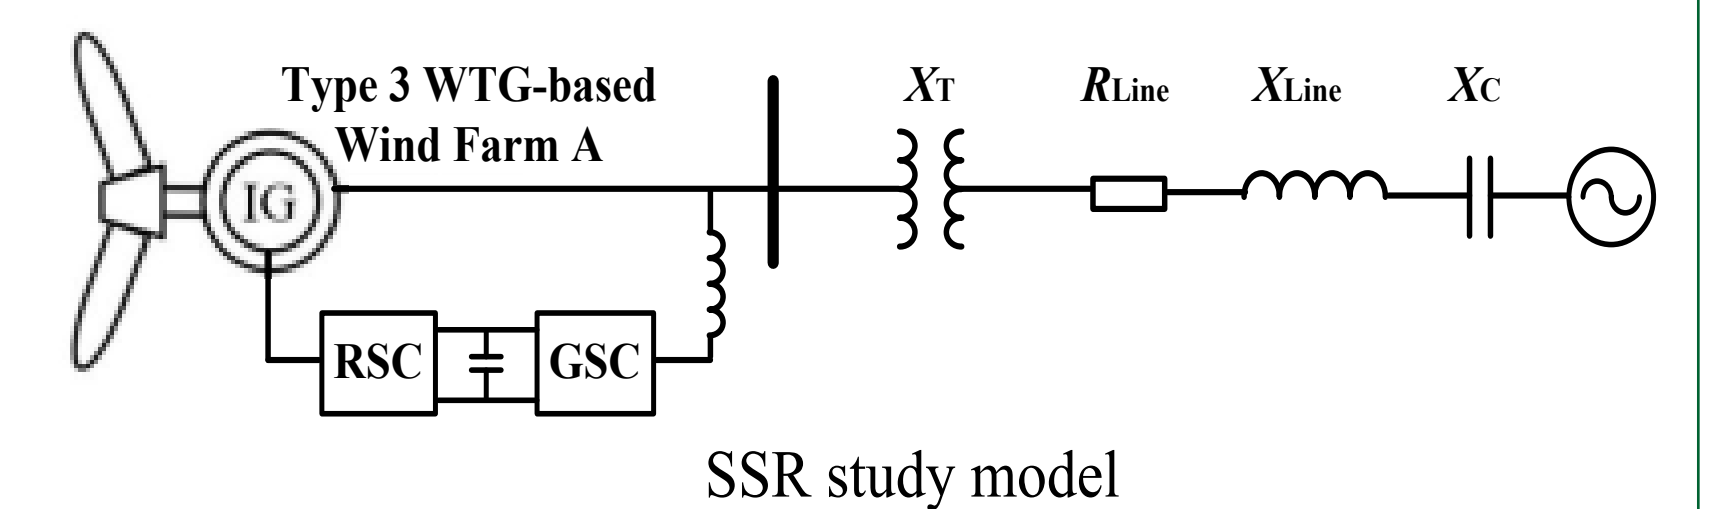 Type 3 WTG-based
Wind Farm A
XT
RLine
XLine
XC
IG
RSC
GSC
SSR study model